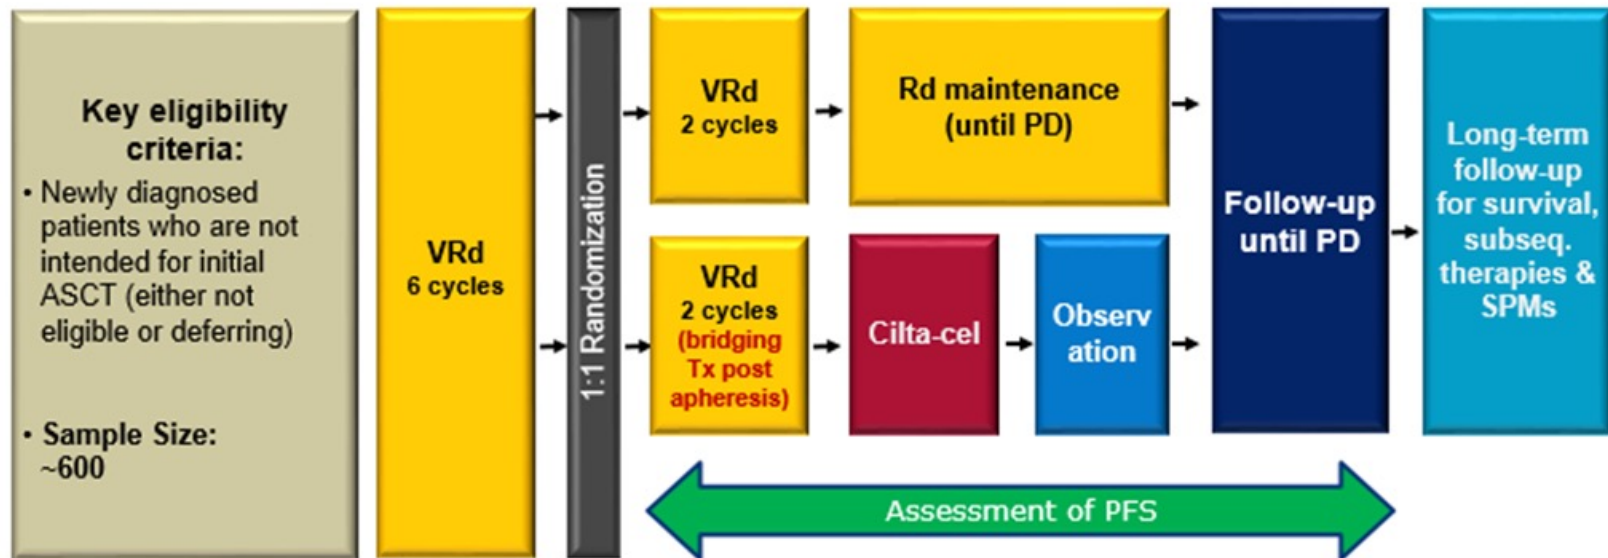 Key eligibility
criteria:
• Newly diagnosed
patients who are not
intended for initial
ASCT (either not
eligible or deferring)
• Sample Size:
~600
VRd
6 cycles
1:1 Randomization
VRd
2 cycles
Rd maintenance
(until PD)
VRd
2 cycles
(bridging
Tx post
apheresis)
Cilta-cel
Observ
ation
Follow-up
until PD
Long-term
follow-up
for survival,
subseq.
therapies &
SPMs
Assessment of PFS